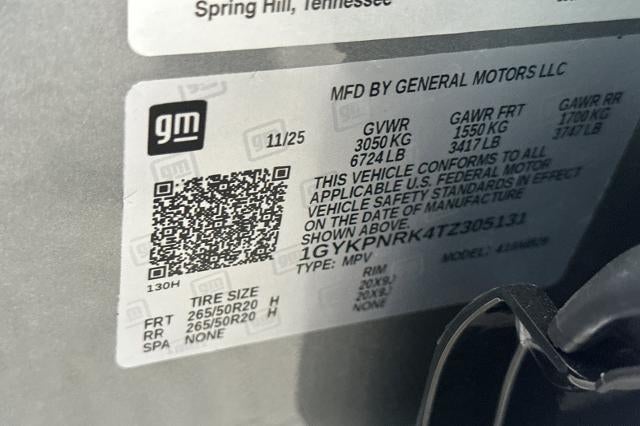 Spring Hill, Tennessee
MFD BY GENERAL MOTORS LLC
gm
11/25
GVWR
3050 KG
6724 LB
GAWR FRT
1550 KG
3417 LB
GAWR RR
1700 KG
3747 LB
THIS VEHICLE CONFORMS TO ALL
APPLICABLE U.S. FEDERAL MOTOR
VEHICLE SAFETY STANDARDS IN EFFECT
ON THE DATE OF MANUFACTURE
SHOWN ABOVE.
1GYKPNRK4TZ305131
TYPE: MPV
MODEL:
130H
TIRE SIZE
RIM
FRT 265/50R20 H 20X9J
RR 265/50R20 H 20X9J
SPA NONE NONE